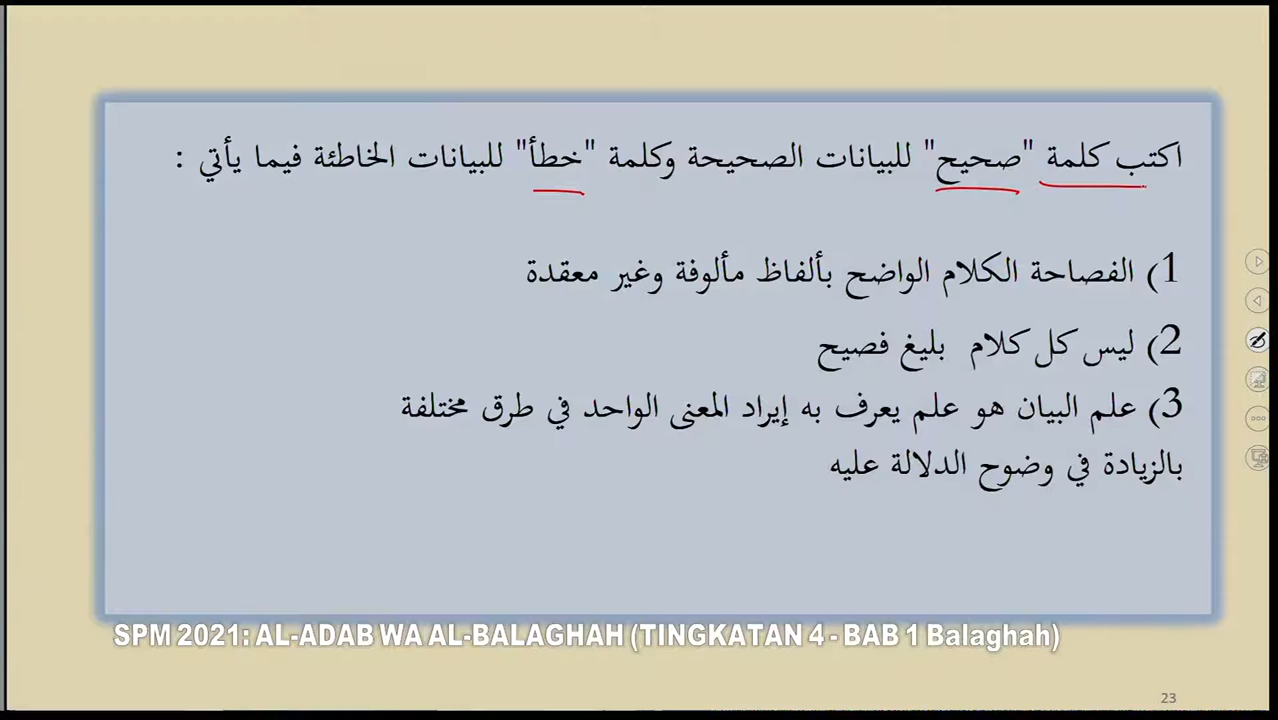 اكتب كلمة "صحيح" للبيانات الصحيحة وكلمة "خطأ" للبيانات الخاطئة فيما يأتي :
1) الفصاحة الكلام الواضح بألفاظ مألوفة وغير معقدة
2) ليس كل كلام بليغ فصيح
3) علم البيان هو علم يعرف به إيراد المعنى الواحد في طرق مختلفة
بالزيادة في وضوح الدلالة عليه
SPM 2021: AL-ADAB WA AL-BALAGHAH (TINGKATAN 4 - BAB 1 Balaghah)
23